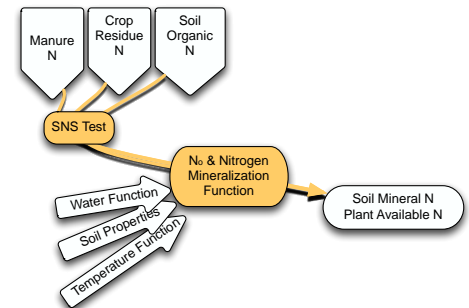 Manure
N
Crop
Residue
N
Soil
Organic
N
SNS Test
N₀ & Nitrogen
Mineralization
Function
Water Function
Soil Properties
Temperature Function
Soil Mineral N
Plant Available N